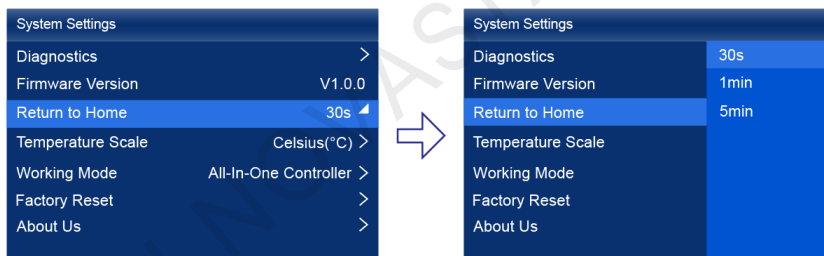 System Settings
Diagnostics >
Firmware Version V1.0.0
Return to Home 30s
Temperature Scale Celsius(°C) >
Working Mode All-In-One Controller >
Factory Reset >
About Us >
System Settings
Diagnostics 30s
Firmware Version 1min
Return to Home 5min
Temperature Scale
Working Mode
Factory Reset
About Us